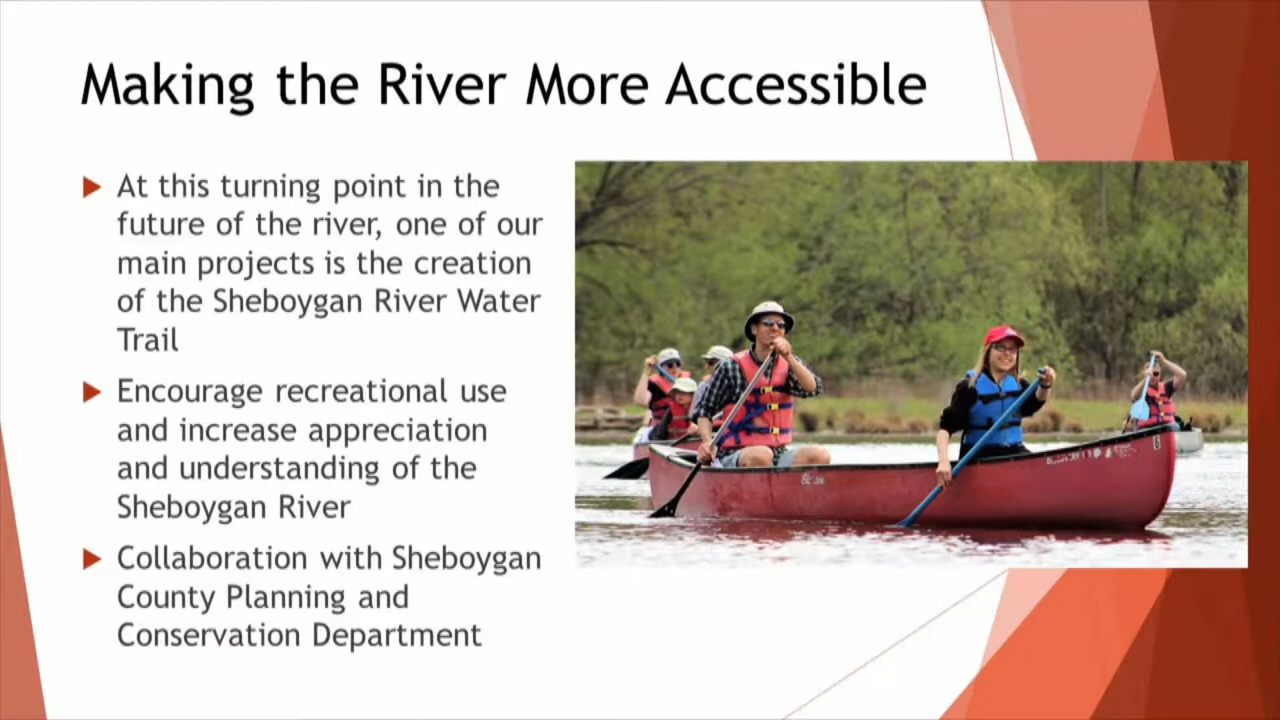 Making the River More Accessible
At this turning point in the
future of the river, one of our
main projects is the creation
of the Sheboygan River Water
Trail
Encourage recreational use
and increase appreciation
and understanding of the
Sheboygan River
Collaboration with Sheboygan
County Planning and
Conservation Department
6